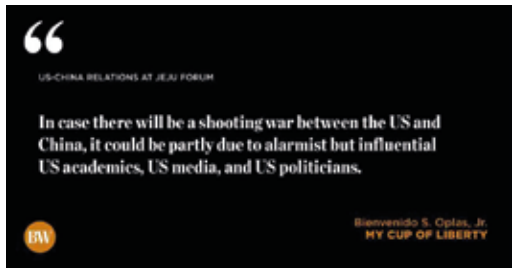 “
US-CHINA RELATIONS AT JEJU FORUM
In case there will be a shooting war between the US and
China, it could be partly due to alarmist but influential
US academics, US media, and US politicians.
Bienvenido S. Oplas, Jr.
BW MY CUP OF LIBERTY